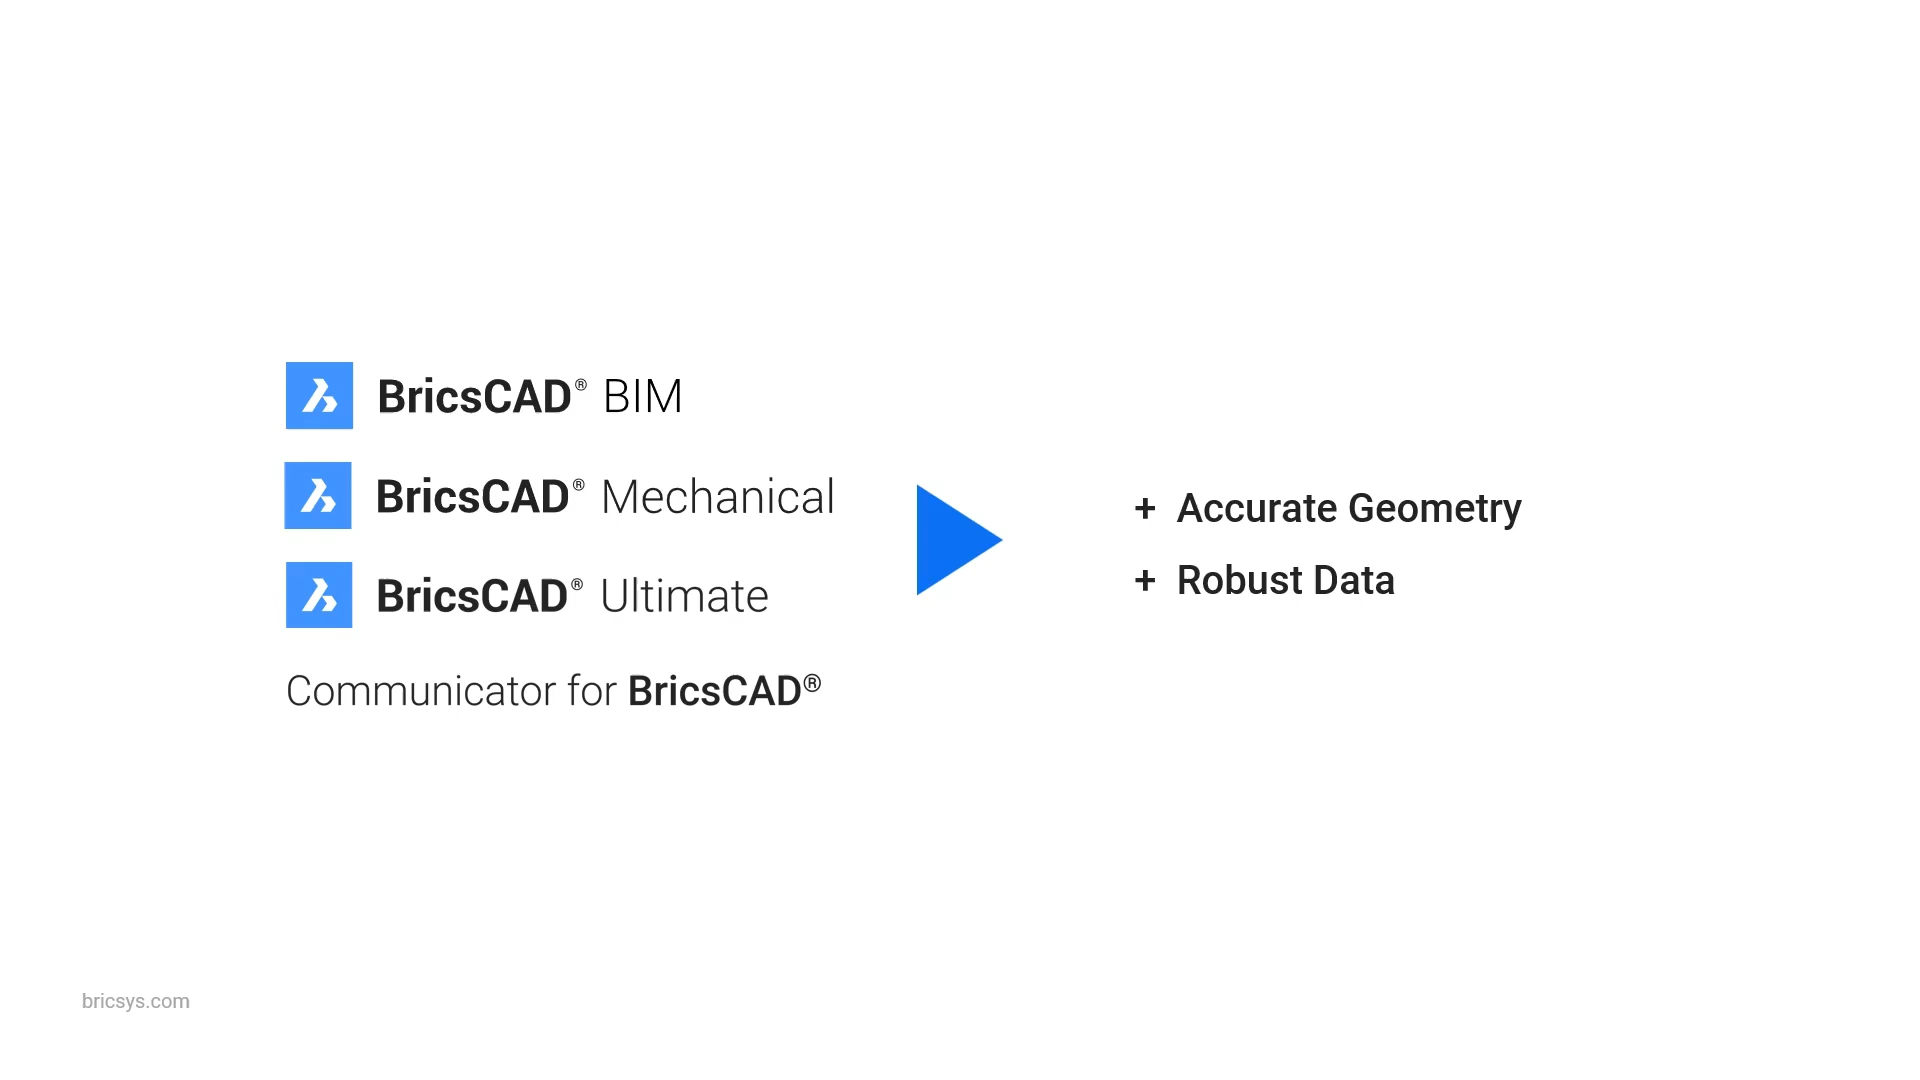 BricsCAD® BIM
BricsCAD® Mechanical
BricsCAD® Ultimate
Communicator for BricsCAD®
+ Accurate Geometry
+ Robust Data
bricsys.com